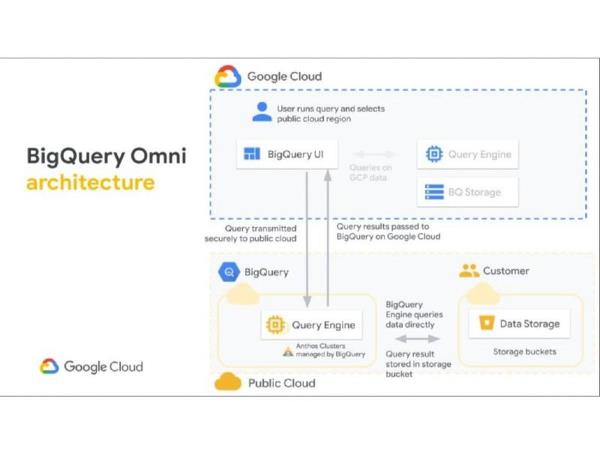 Google Cloud
User runs query and selects
public cloud region
BigQuery Omni
architecture
BigQuery UI
Queries on
GCP data
Query Engine
BQ Storage
Query transmitted
securely to public cloud
Query results passed to
BigQuery on Google Cloud
BigQuery
Customer
Query Engine
Anthos Clusters
managed by BigQuery
BigQuery
Engine queries
data directly
Query result
stored in storage
bucket
Data Storage
Storage buckets
Google Cloud
Public Cloud